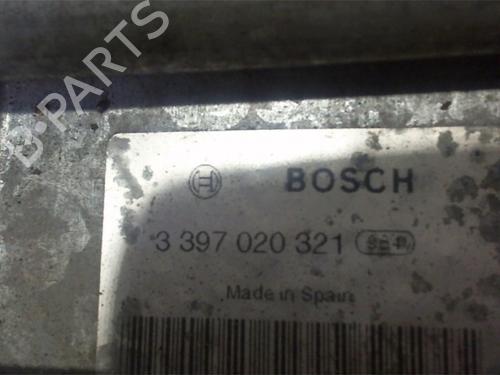 B-PARTS
BOSCH
3 397 020 321
Made in Spain